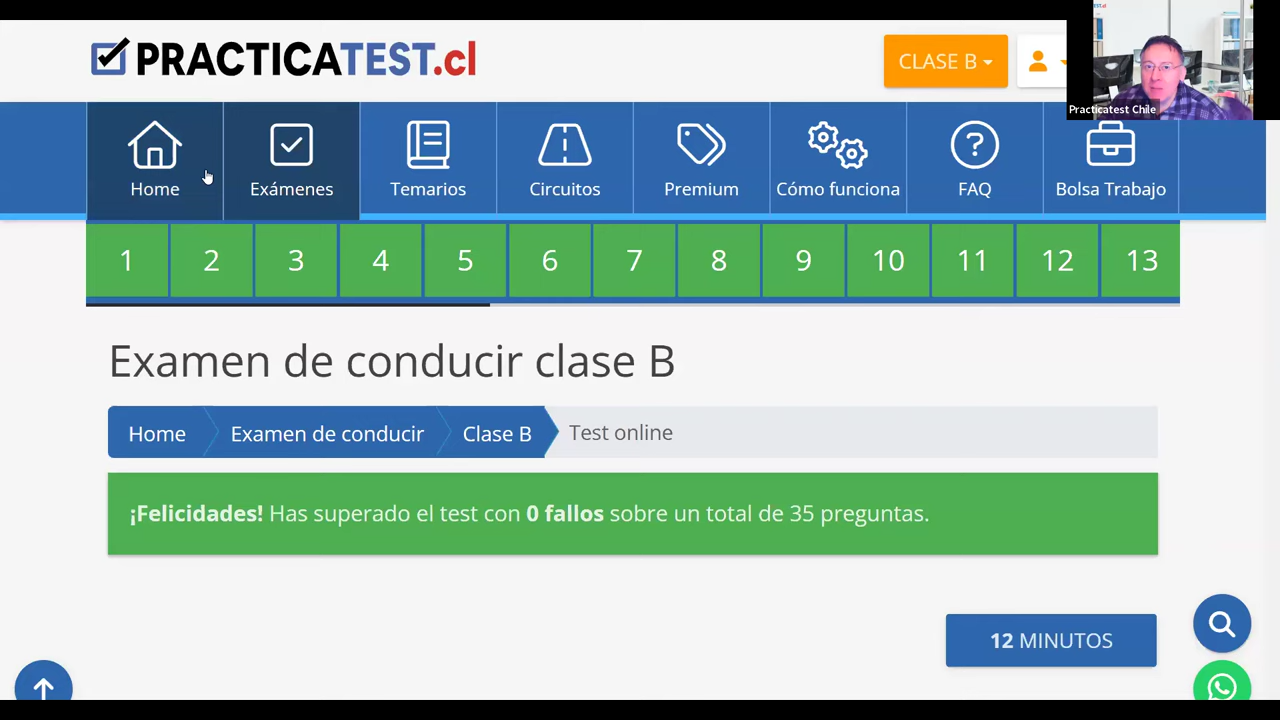 PRACTICATEST.cl
CLASE B
Practicatest Chile
Home
Exámenes
Temarios
Circuitos
Premium
Cómo funciona
FAQ
Bolsa Trabajo
1 2 3 4 5 6 7 8 9 10 11 12 13
Examen de conducir clase B
Home Examen de conducir Clase B Test online
¡Felicidades! Has superado el test con 0 fallos sobre un total de 35 preguntas.
12 MINUTOS